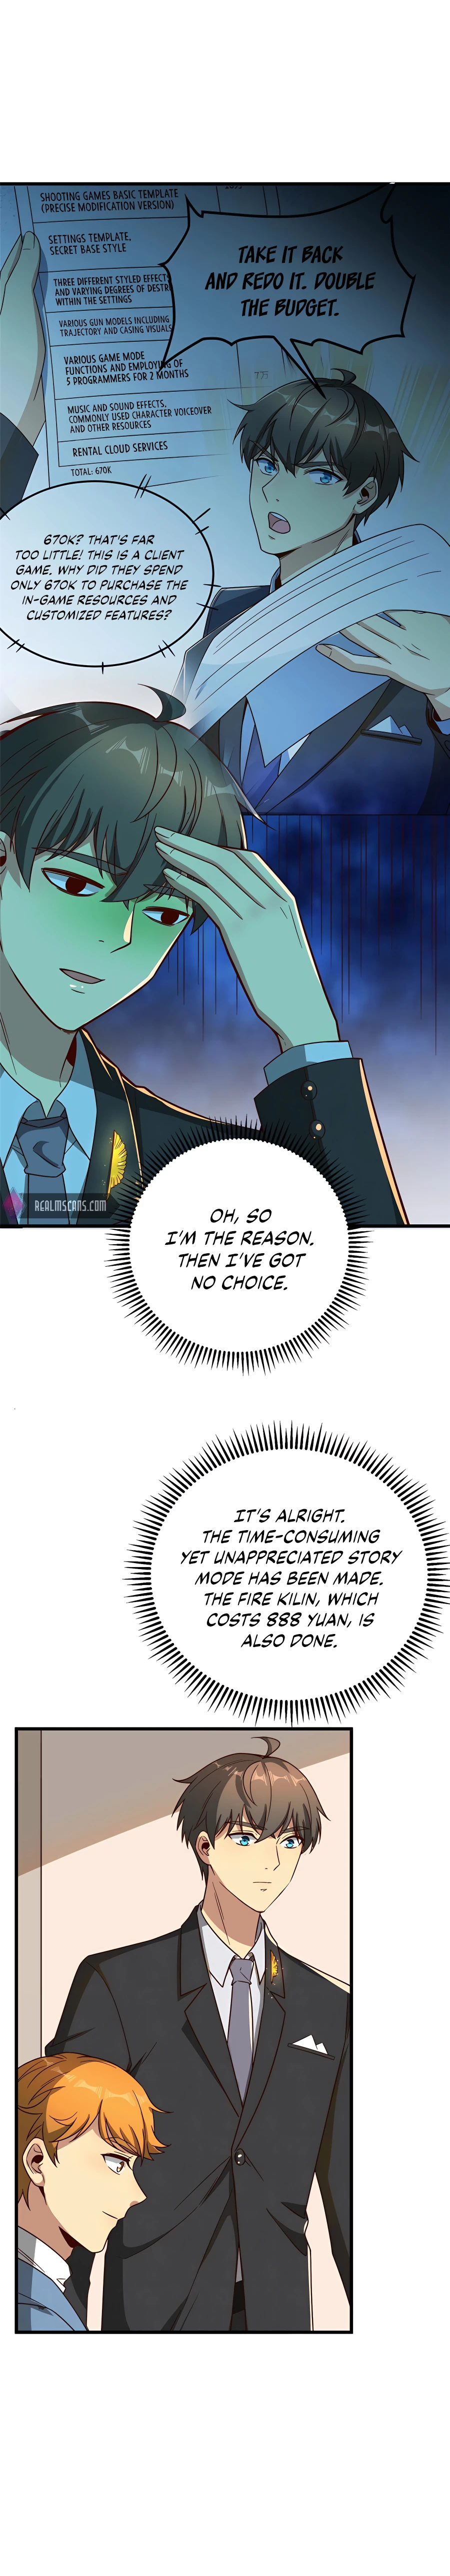 SHOOTING GAMES BASIC TEMPLATE
(PRECISE MODIFICATION VERSION)
SETTINGS TEMPLATE,
SECRET BASE STYLE
THREE DIFFERENT STYLED EFFECT
AND VARYING DEGREES OF DESTR
WITHIN THE SETTINGS
VARIOUS GUN MODELS INCLUDING
TRAJECTORY AND CASING VISUALS
VARIOUS GAME MODE
FUNCTIONS AND EMPLOYING OF
5 PROGRAMMERS FOR 2 MONTHS
775
MUSIC AND SOUND EFFECTS,
COMMONLY USED CHARACTER VOICEOVER
AND OTHER RESOURCES
RENTAL CLOUD SERVICES
TOTAL: 670K
TAKE IT BACK
AND REDO IT. DOUBLE
THE BUDGET.
670K? THAT'S FAR
TOO LITTLE! THIS IS A CLIENT
GAME. WHY DID THEY SPEND
ONLY 670K TO PURCHASE THE
IN-GAME RESOURCES AND
CUSTOMIZED FEATURES?
REALMSCANS.COM
OH, SO
I'M THE REASON.
THEN I'VE GOT
NO CHOICE.
IT'S ALRIGHT.
THE TIME-CONSUMING
YET UNAPPRECIATED STORY
MODE HAS BEEN MADE.
THE FIRE KILIN, WHICH
COSTS 888 YUAN, IS
ALSO DONE.